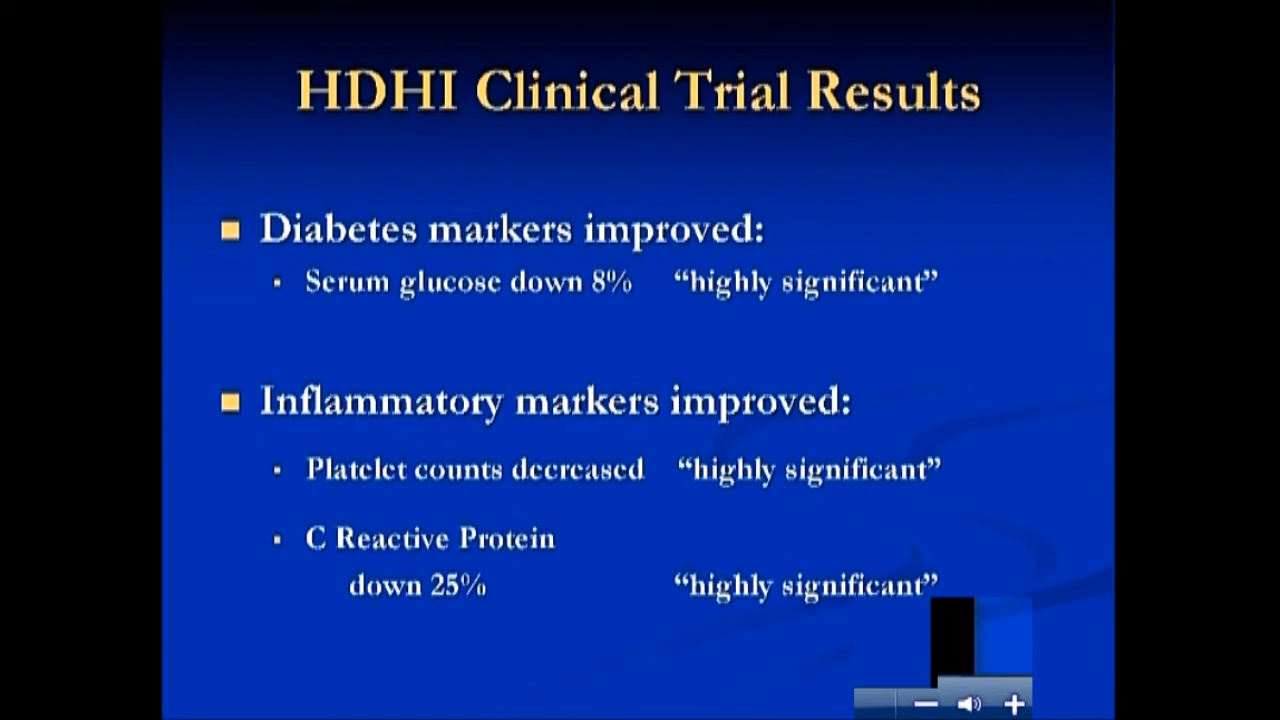 HDHI Clinical Trial Results
Diabetes markers improved:
Serum glucose down 8% “highly significant”
Inflammatory markers improved:
Platelet counts decreased “highly significant”
C Reactive Protein
down 25% “highly significant”